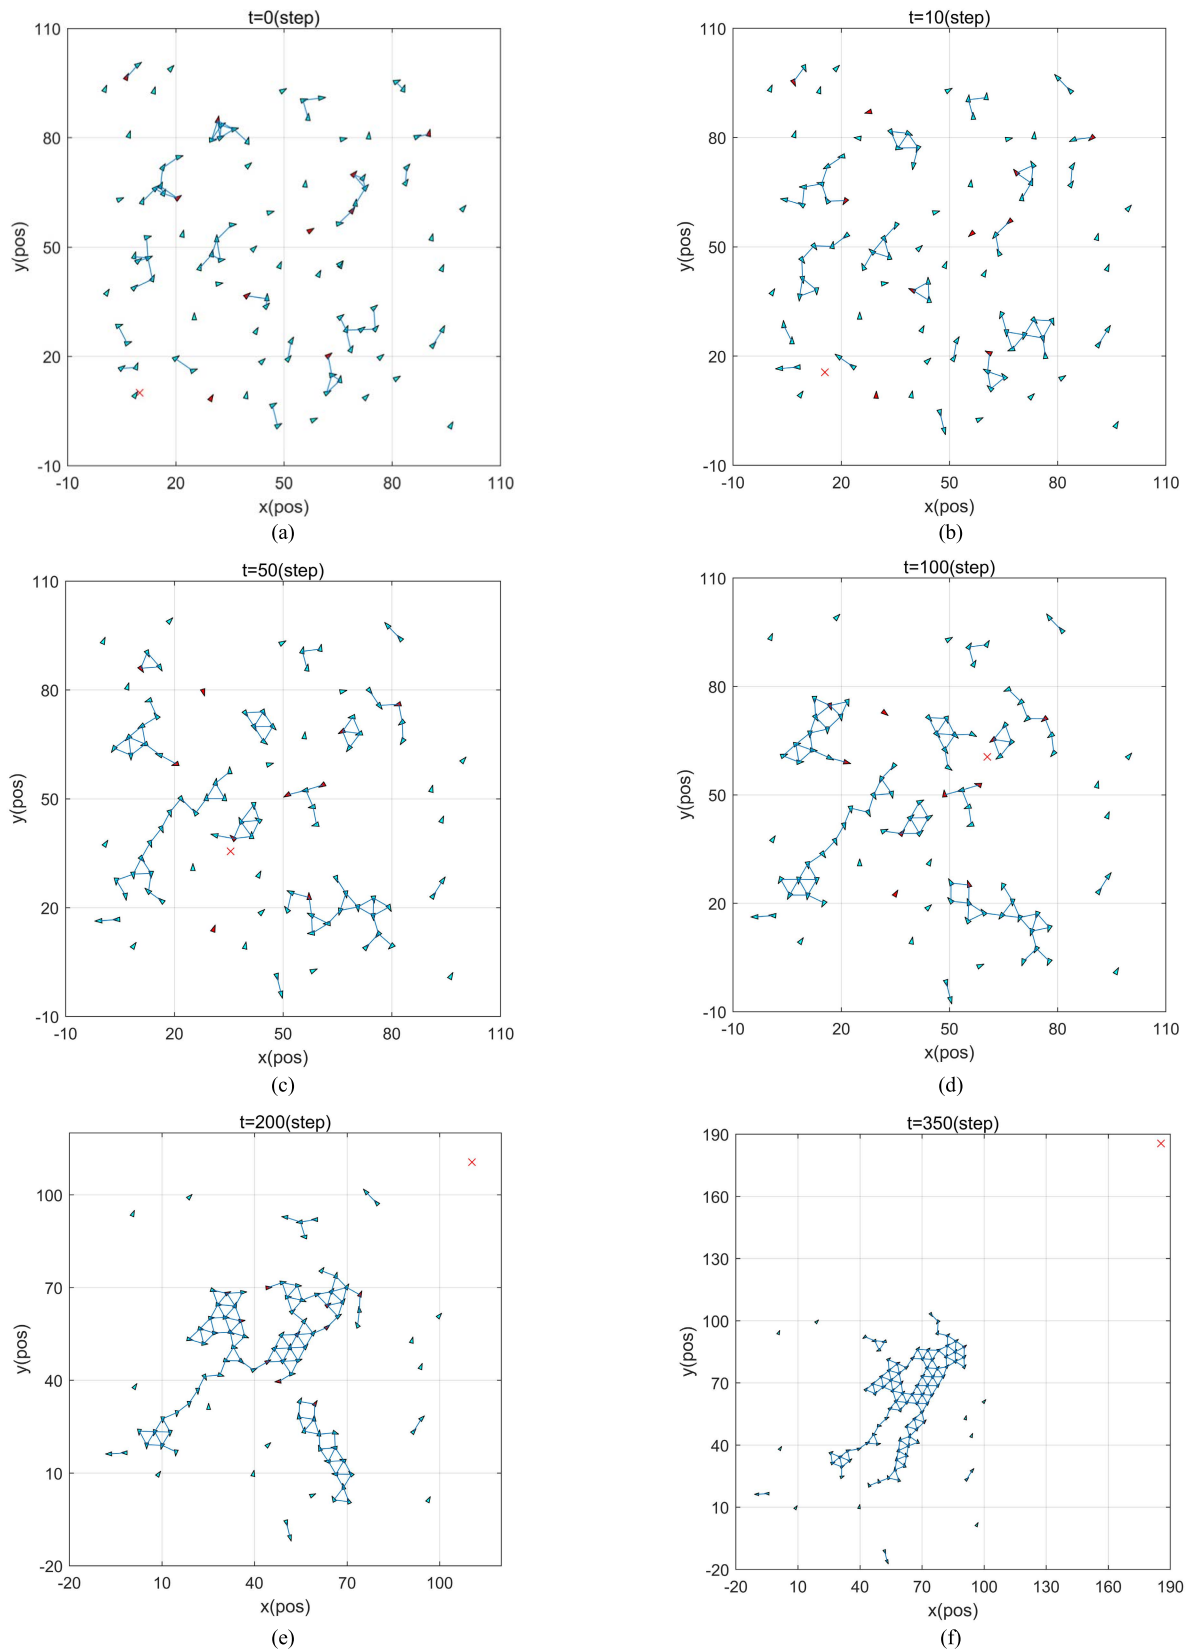 t=0(step)
110
80
50
20
-10
y(pos)
-10 20 50 80 110
x(pos)
(a)
t=10(step)
110
80
50
20
-10
y(pos)
-10 20 50 80 110
x(pos)
(b)
t=50(step)
110
80
50
20
-10
y(pos)
-10 20 50 80 110
x(pos)
(c)
t=100(step)
110
80
50
20
-10
y(pos)
-10 20 50 80 110
x(pos)
(d)
t=200(step)
100
70
40
10
-20
y(pos)
-20 10 40 70 100
x(pos)
(e)
t=350(step)
190
160
130
100
70
40
10
-20
y(pos)
-20 10 40 70 100 130 160 190
x(pos)
(f)